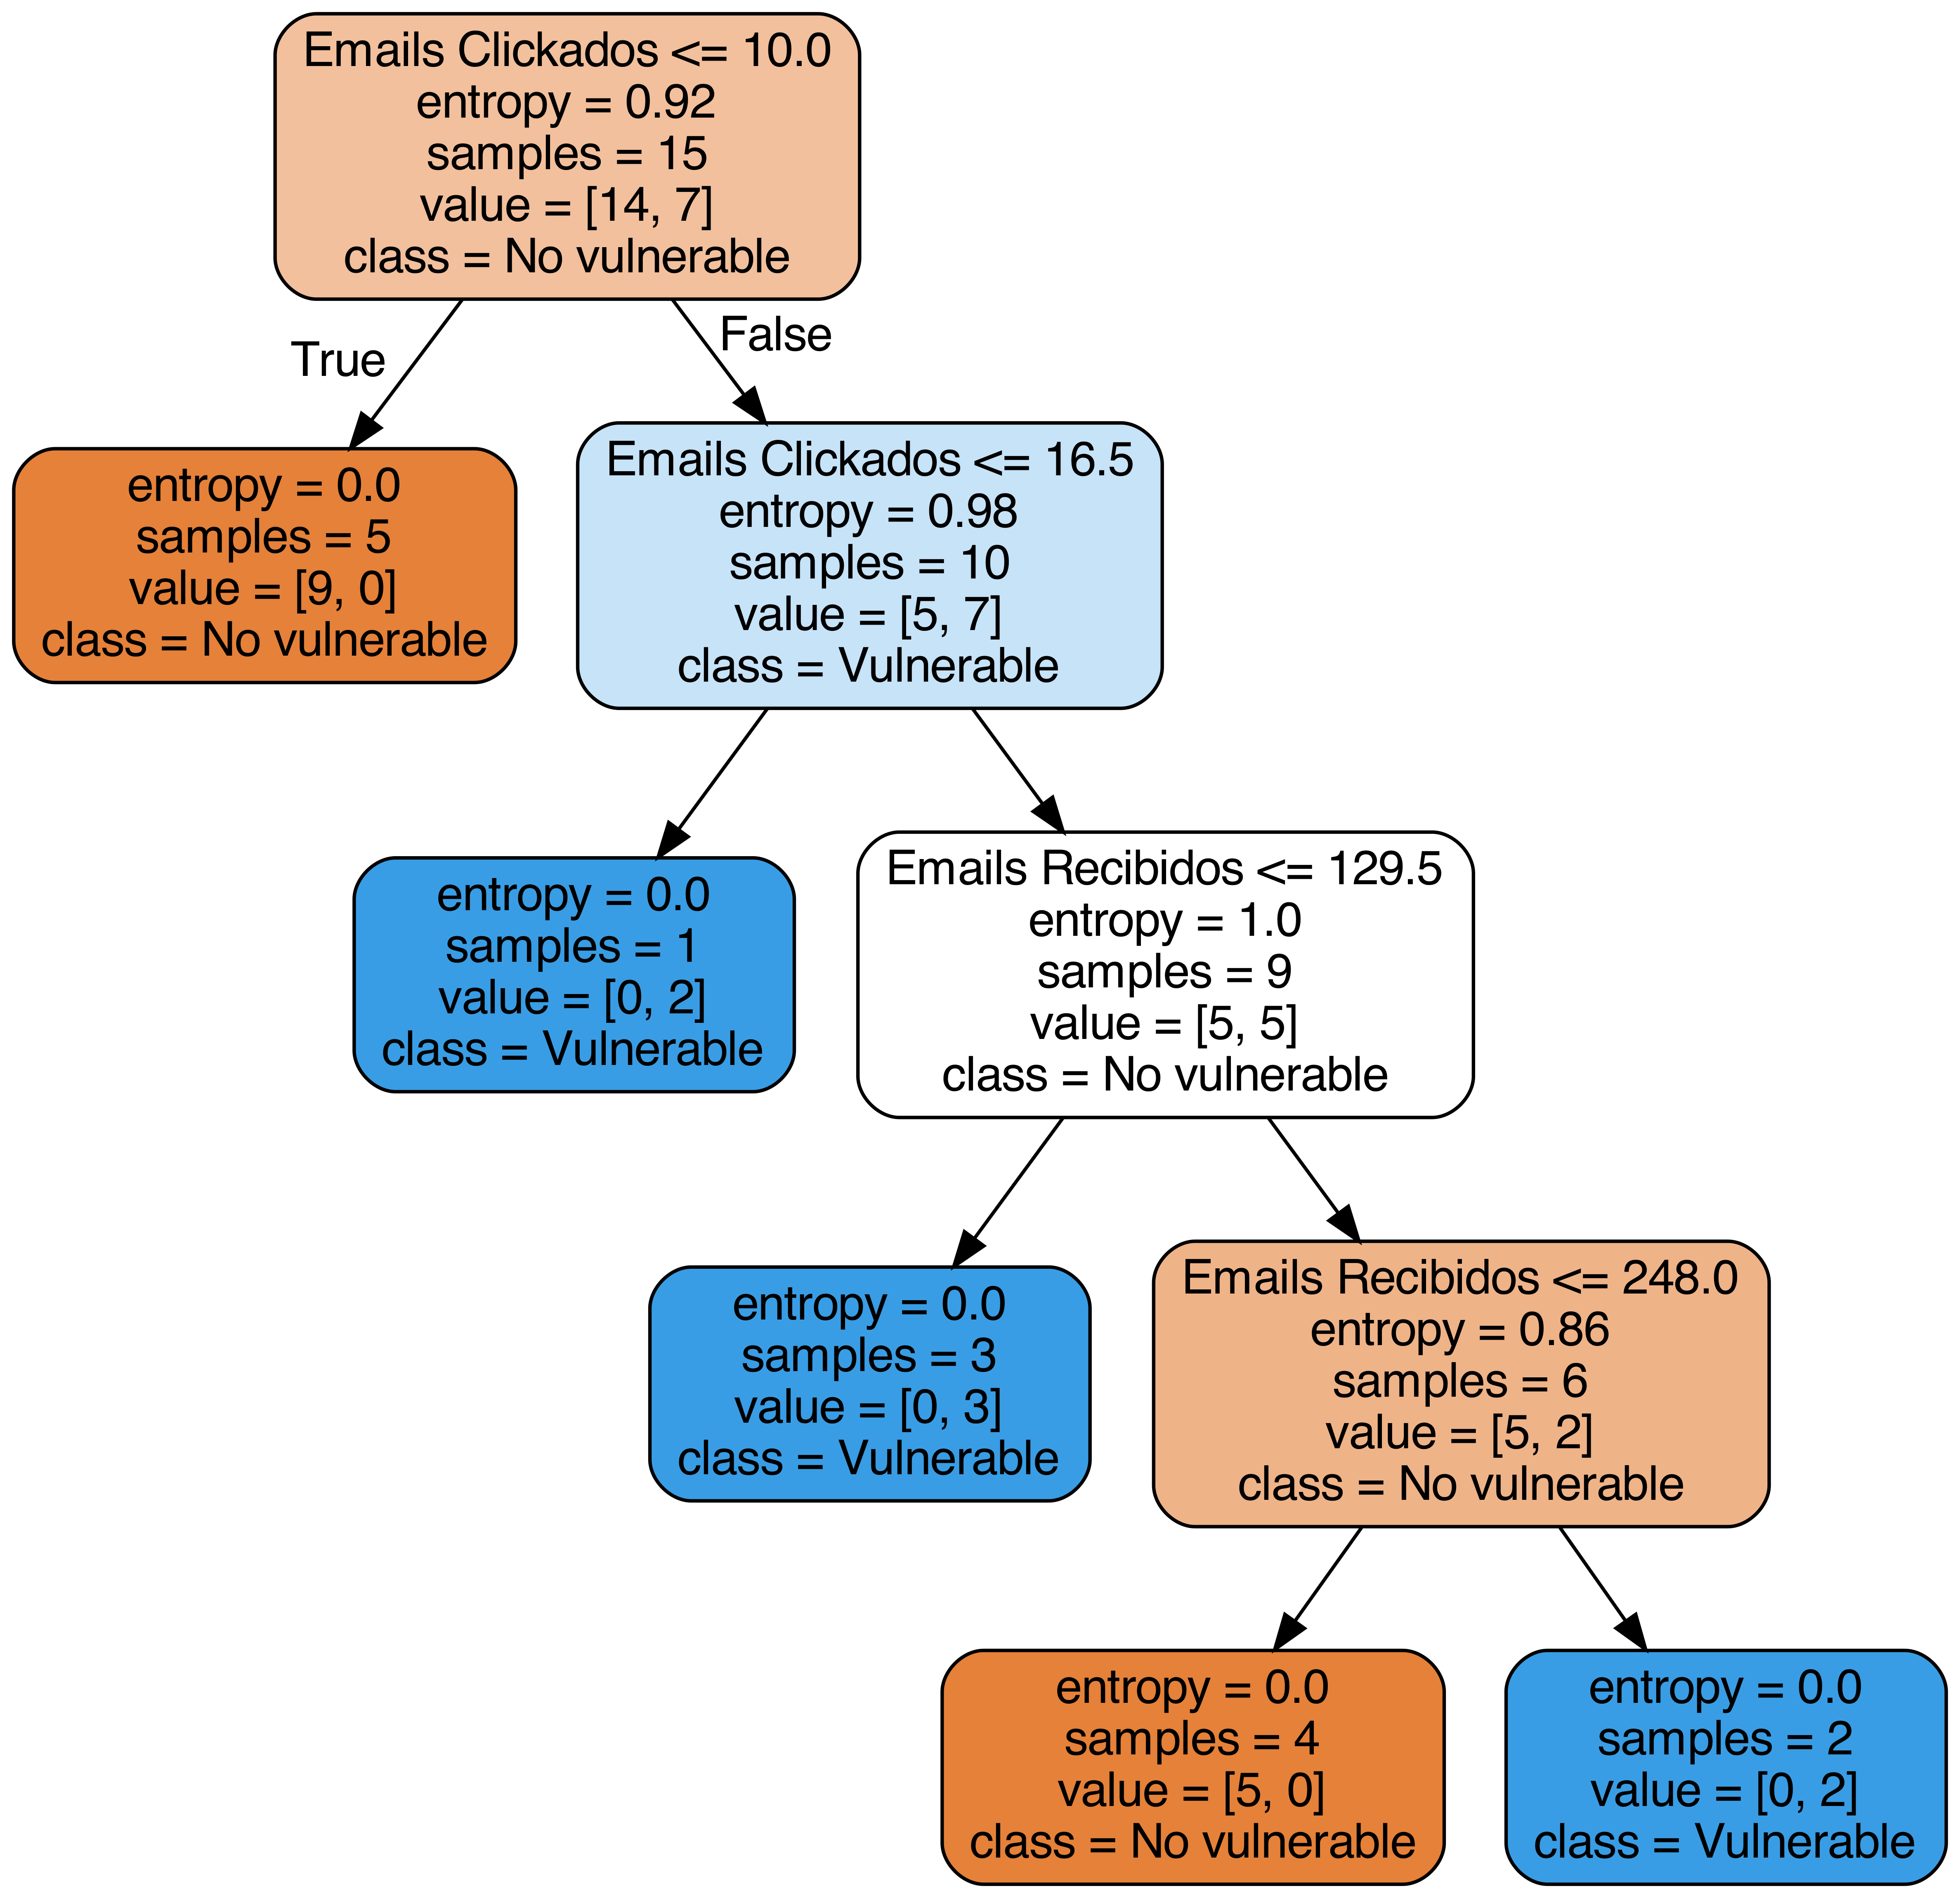 Emails Clickados <= 10.0
entropy = 0.92
samples = 15
value = [14, 7]
class = No vulnerable
True
False
entropy = 0.0
samples = 5
value = [9, 0]
class = No vulnerable
Emails Clickados <= 16.5
entropy = 0.98
samples = 10
value = [5, 7]
class = Vulnerable
entropy = 0.0
samples = 1
value = [0, 2]
class = Vulnerable
Emails Recibidos <= 129.5
entropy = 1.0
samples = 9
value = [5, 5]
class = No vulnerable
entropy = 0.0
samples = 3
value = [0, 3]
class = Vulnerable
Emails Recibidos <= 248.0
entropy = 0.86
samples = 6
value = [5, 2]
class = No vulnerable
entropy = 0.0
samples = 4
value = [5, 0]
class = No vulnerable
entropy = 0.0
samples = 2
value = [0, 2]
class = Vulnerable